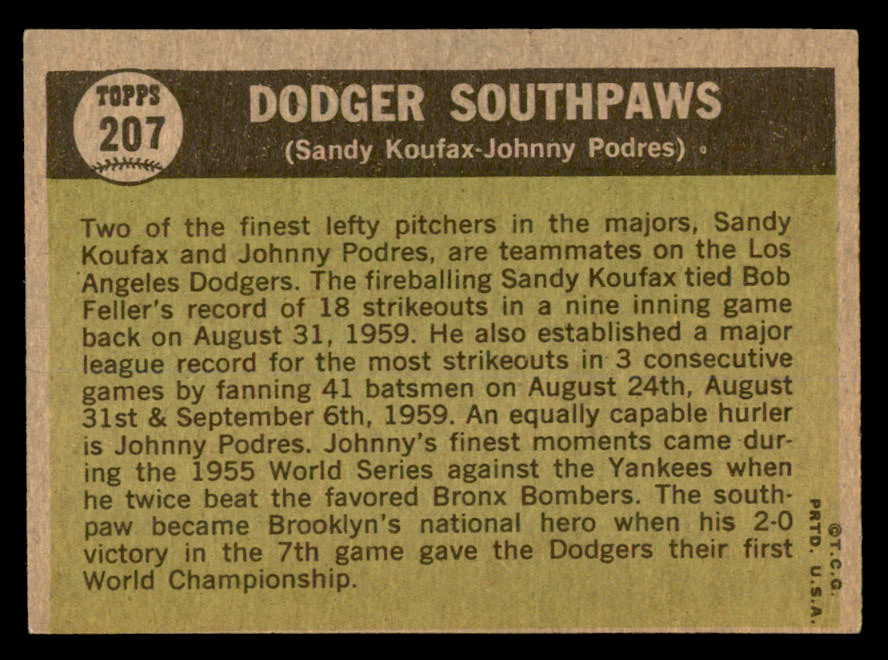 TOPPS
207
DODGER SOUTHPAWS
(Sandy Koufax-Johnny Podres)
Two of the finest lefty pitchers in the majors, Sandy
Koufax and Johnny Podres, are teammates on the Los
Angeles Dodgers. The fireballing Sandy Koufax tied Bob
Feller's record of 18 strikeouts in a nine inning game
back on August 31, 1959. He also established a major
league record for the most strikeouts in 3 consecutive
games by fanning 41 batsmen on August 24th, August
31st & September 6th, 1959. An equally capable hurler
is Johnny Podres. Johnny's finest moments came dur-
ing the 1955 World Series against the Yankees when
he twice beat the favored Bronx Bombers. The south-
paw became Brooklyn's national hero when his 2-0
victory in the 7th game gave the Dodgers their first
World Championship.
©T.C.G.
PRTD. U.S.A.